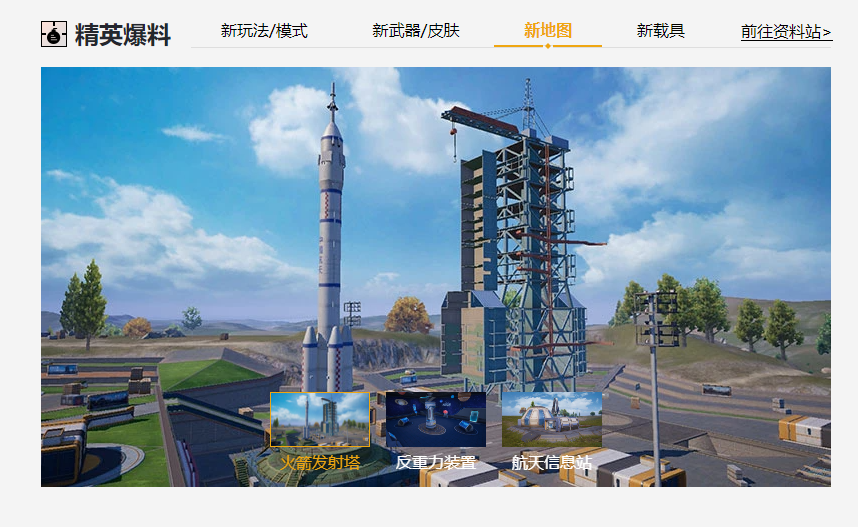 精英爆料
新玩法/模式
新武器/皮肤
新地图
新载具
前往资料站>
火箭发射塔
反重力装置
航天信息站